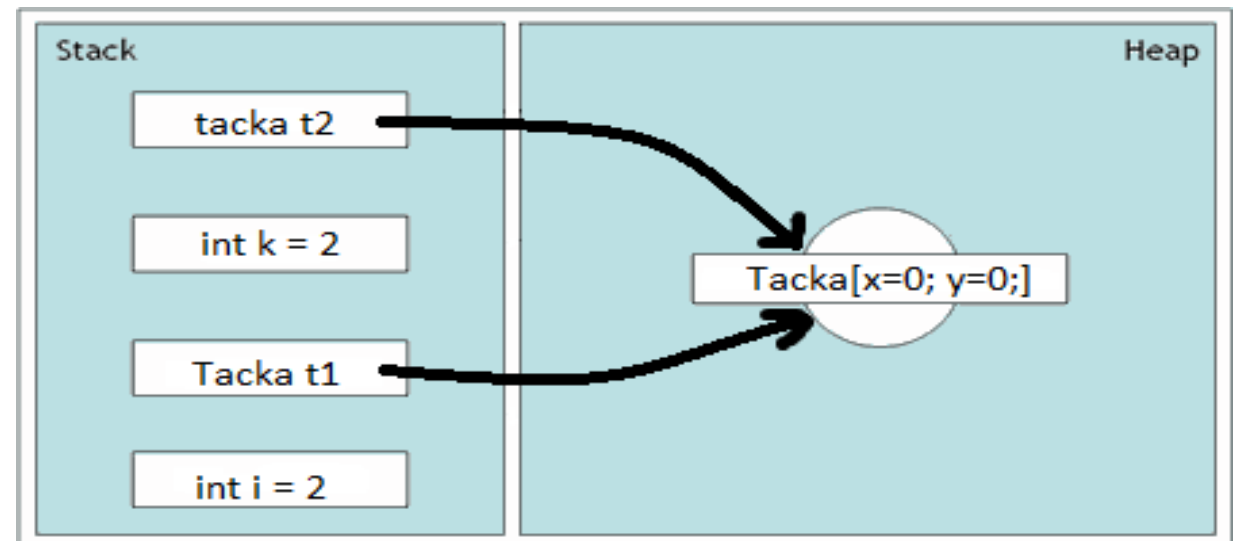 Stack
Heap
tacka t2
int k = 2
Tacka[x=0; y=0;]
Tacka t1
int i = 2